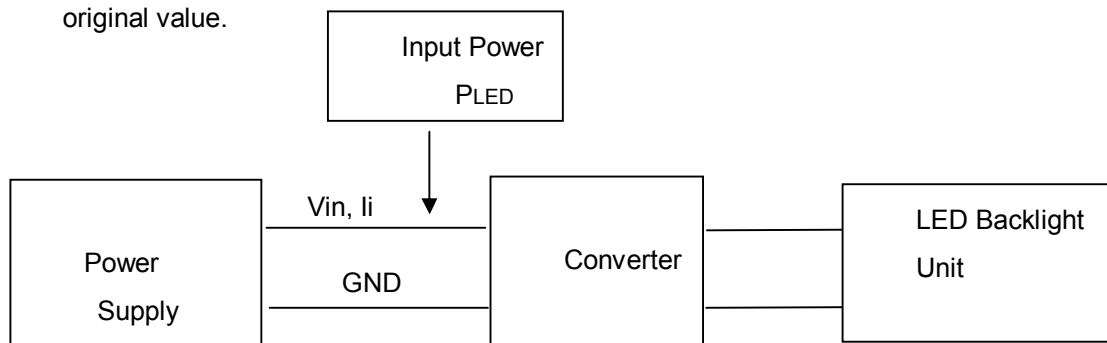 original value.
Input Power
PLED
Vin, Ii
LED Backlight
Unit
Power
Supply
GND
Converter